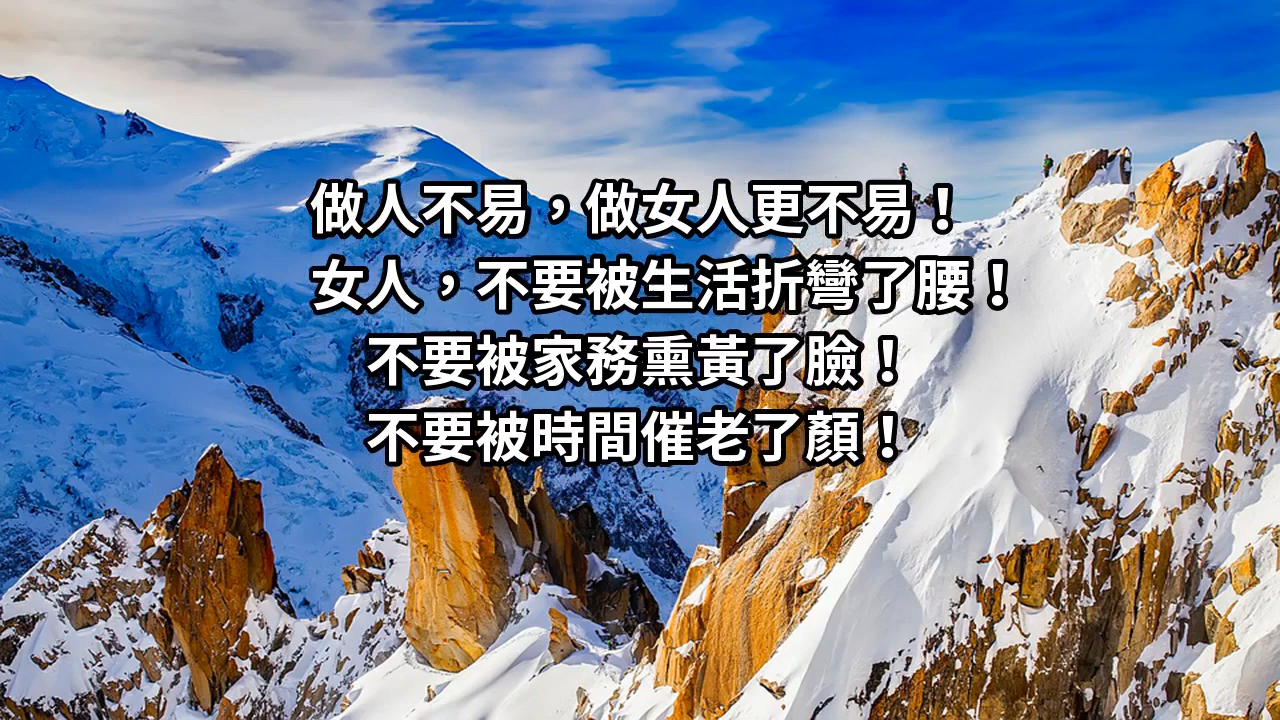 做人不易，做女人更不易！
女人，不要被生活折彎了腰！
不要被家務熏黃了臉！
不要被時間催老了顏！